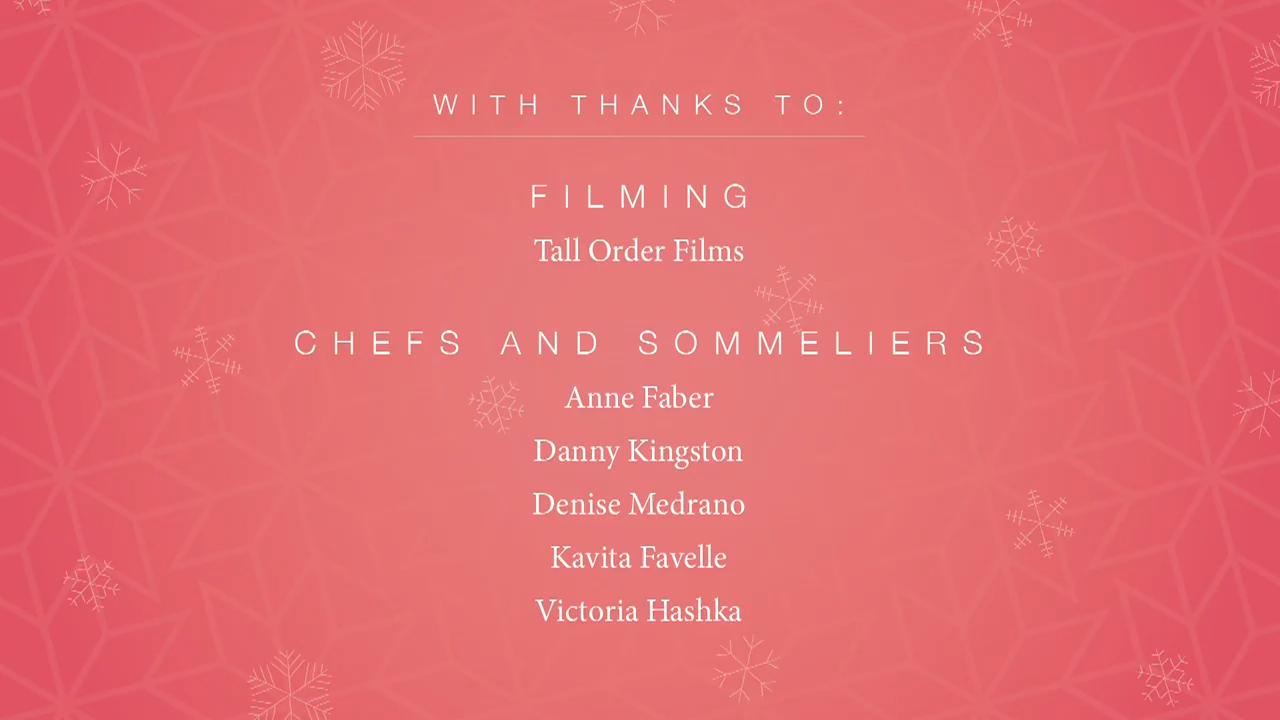 WITH THANKS TO:
FILMING
Tall Order Films
CHEFS AND SOMMELIERS
Anne Faber
Danny Kingston
Denise Medrano
Kavita Favelle
Victoria Hashka